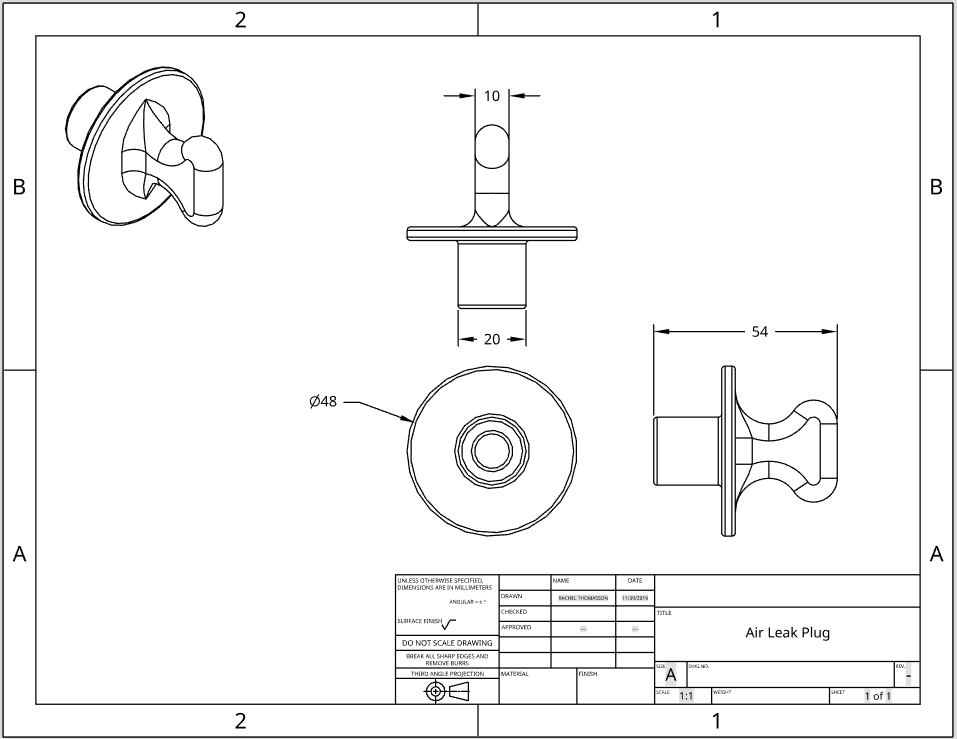 2 1
B B
10
20
54
Ø48
A A
UNLESS OTHERWISE SPECIFIED,
DIMENSIONS ARE IN MILLIMETERS
ANGULAR = ± °
SURFACE FINISH
DO NOT SCALE DRAWING
BREAK ALL SHARP EDGES AND
REMOVE BURRS
THIRD ANGLE PROJECTION
NAME DATE
DRAWN RACHEL THOMASSON 11/30/2019
CHECKED
APPROVED
MATERIAL FINISH
TITLE
Air Leak Plug
SIZE
A
DWG NO.
REV.
-
SCALE 1:1 WEIGHT SHEET 1 of 1
2 1